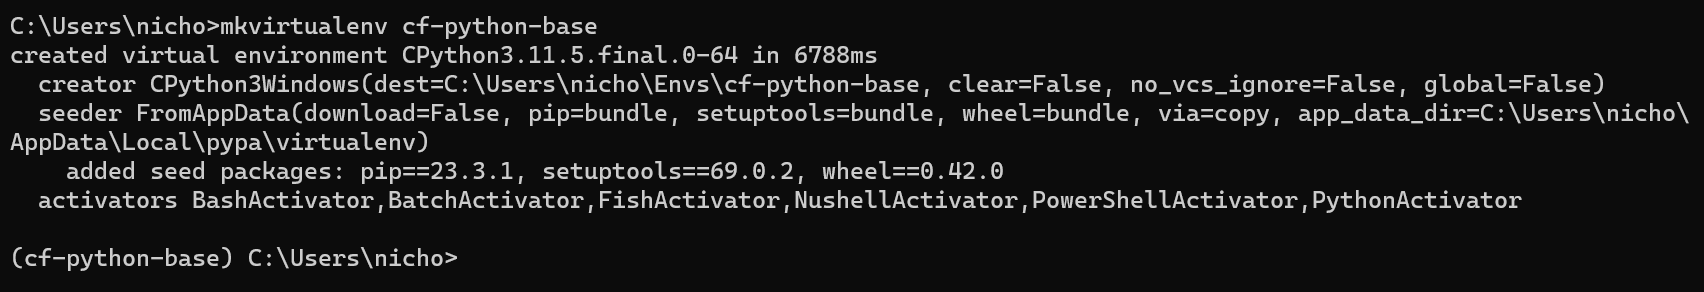 C:\Users\nicho>mkvirtualenv cf-python-base
created virtual environment CPython3.11.5.final.0-64 in 6788ms
  creator CPython3Windows(dest=C:\Users\nicho\Envs\cf-python-base, clear=False, no_vcs_ignore=False, global=False)
  seeder FromAppData(download=False, pip=bundle, setuptools=bundle, wheel=bundle, via=copy, app_data_dir=C:\Users\nicho\
AppData\Local\pypa\virtualenv)
    added seed packages: pip==23.3.1, setuptools==69.0.2, wheel==0.42.0
  activators BashActivator,BatchActivator,FishActivator,NushellActivator,PowerShellActivator,PythonActivator
(cf-python-base) C:\Users\nicho>